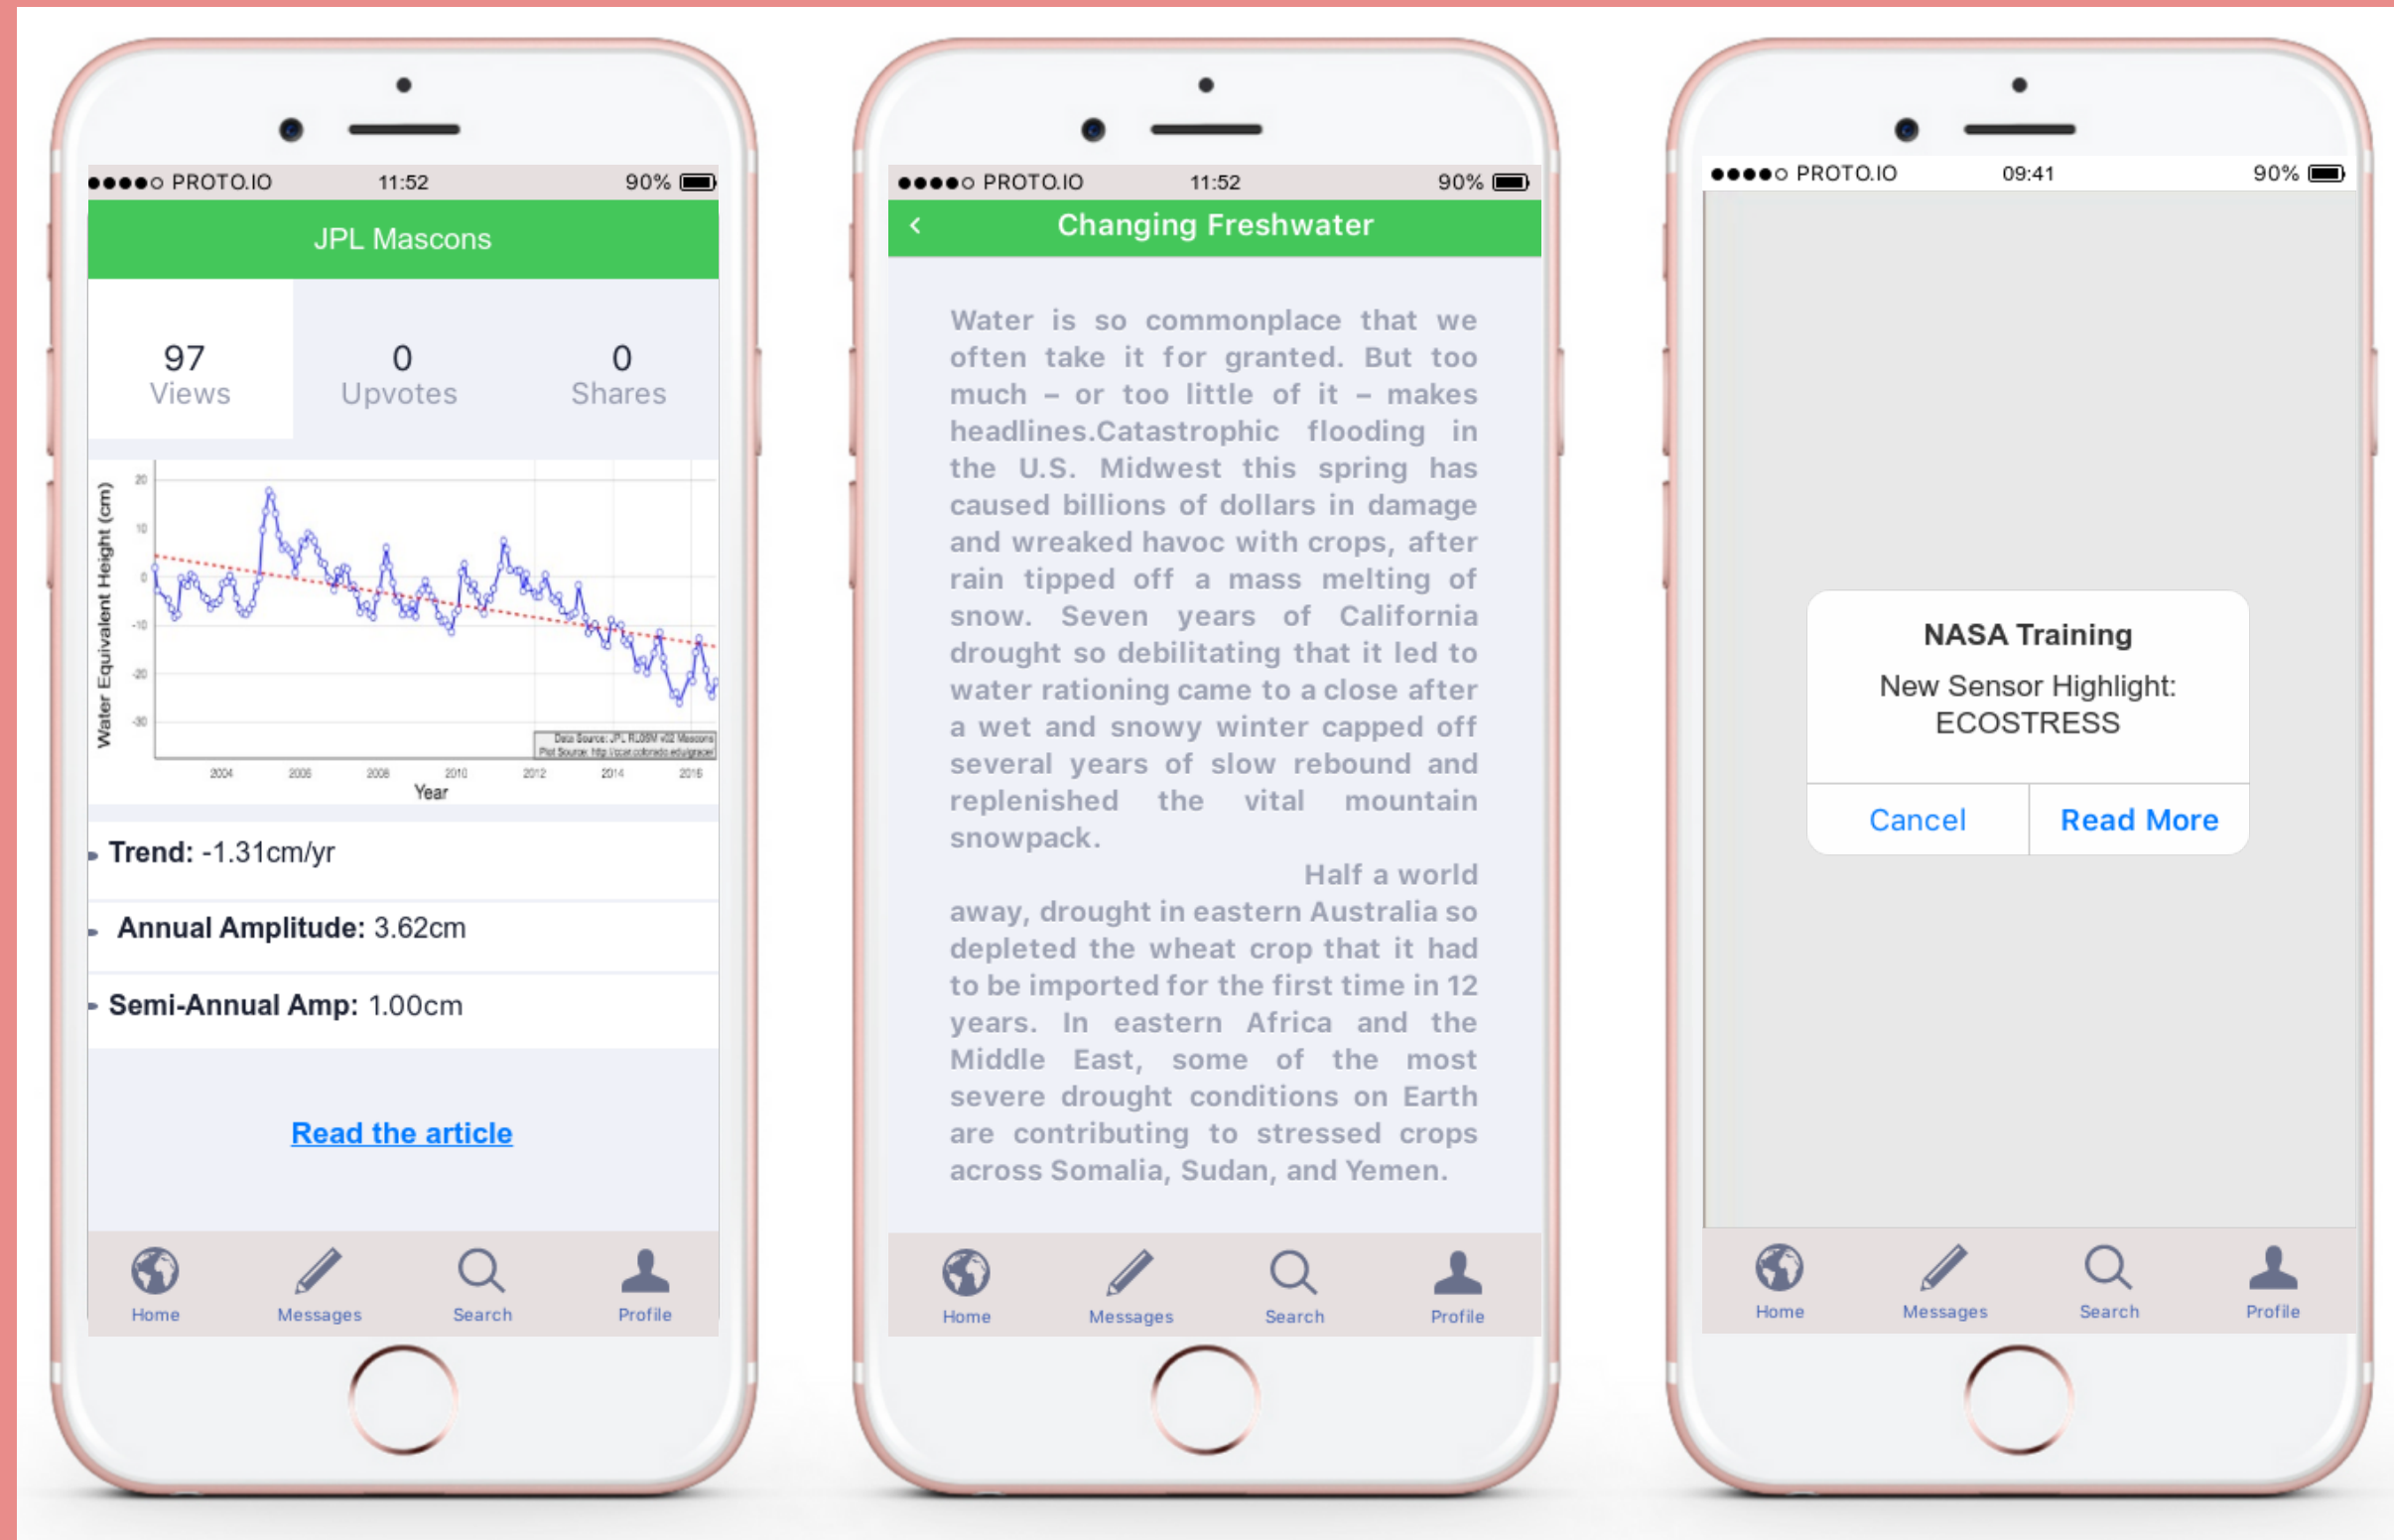 PROTO.IO 11:52 90%
JPL Mascons
97 0 0
Views Upvotes Shares
Water Equivalent Height (cm)
20
10
0
-10
-20
-30
Data Source: JPL RL06M v02 Mascons
Plot Source:
2004 2006 2008 2010 2012 2014 2016
Year
Trend: -1.31cm/yr
Annual Amplitude: 3.62cm
Semi-Annual Amp: 1.00cm
Read the article
Home Messages Search Profile
PROTO.IO 11:52 90%
<
Changing Freshwater
Water is so commonplace that we
often take it for granted. But too
much – or too little of it – makes
headlines.Catastrophic flooding in
the U.S. Midwest this spring has
caused billions of dollars in damage
and wreaked havoc with crops, after
rain tipped off a mass melting of
snow. Seven years of California
drought so debilitating that it led to
water rationing came to a close after
a wet and snowy winter capped off
several years of slow rebound and
replenished the vital mountain
snowpack.
Half a world
away, drought in eastern Australia so
depleted the wheat crop that it had
to be imported for the first time in 12
years. In eastern Africa and the
Middle East, some of the most
severe drought conditions on Earth
are contributing to stressed crops
across Somalia, Sudan, and Yemen.
Home Messages Search Profile
PROTO.IO 09:41 90%
NASA Training
New Sensor Highlight:
ECOSTRESS
Cancel Read More
Home Messages Search Profile